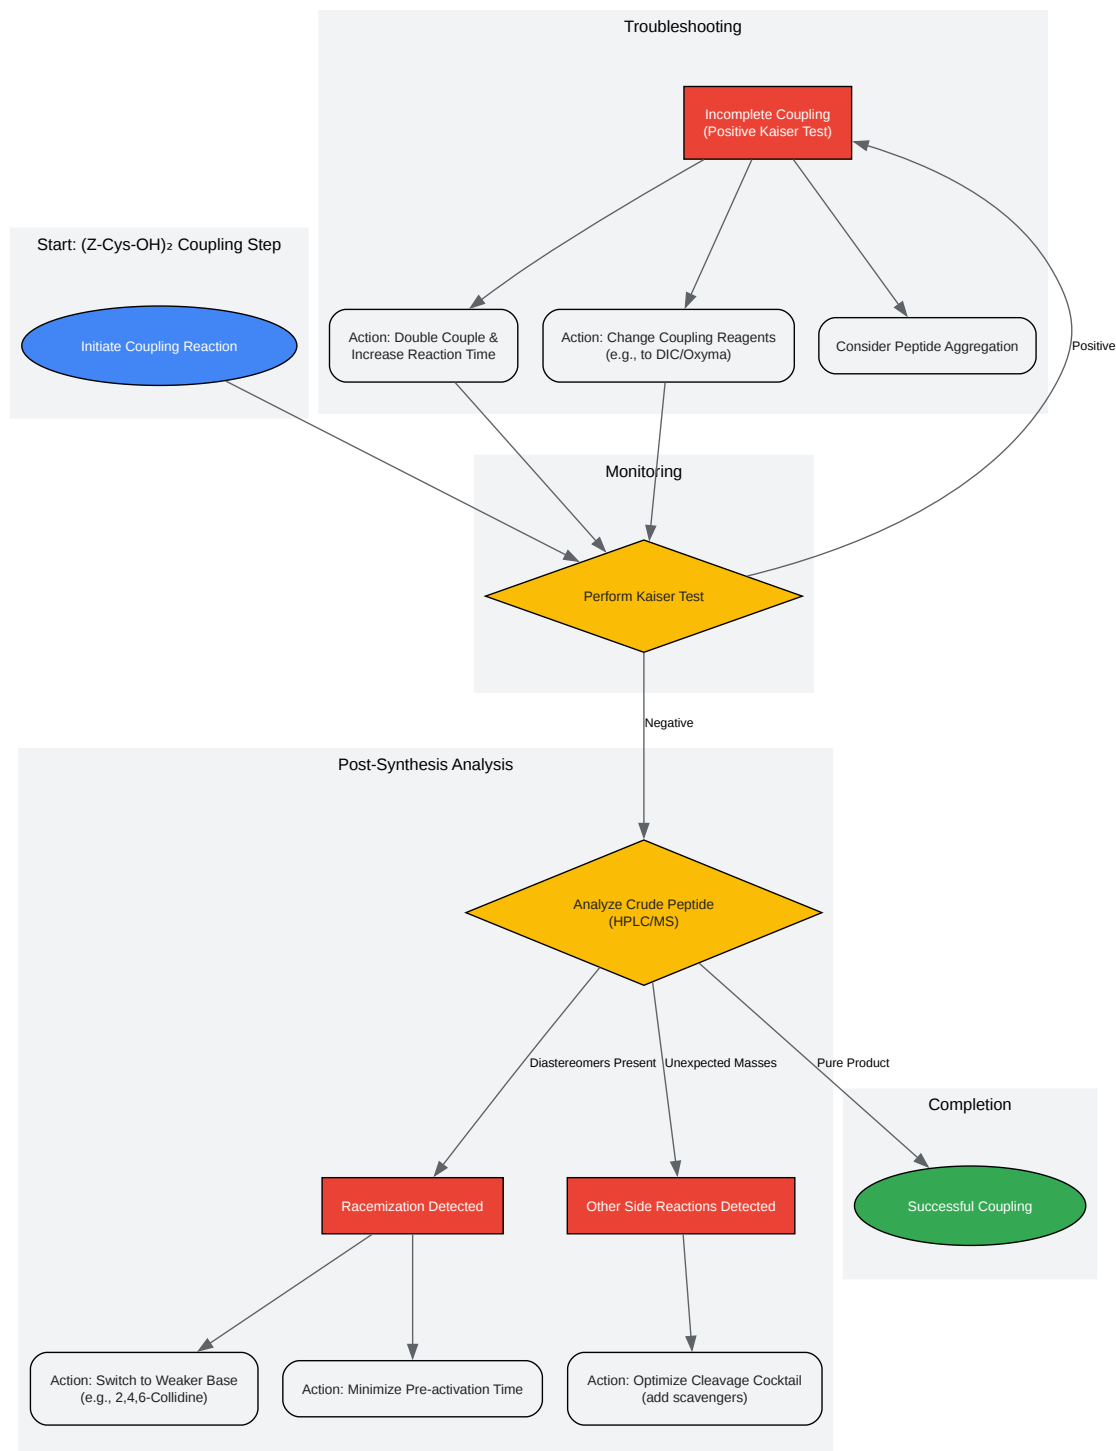 Troubleshooting
Incomplete Coupling
(Positive Kaiser Test)
Start: (Z-Cys-OH)₂ Coupling Step
Initiate Coupling Reaction
Action: Double Couple &
Increase Reaction Time
Action: Change Coupling Reagents
(e.g., to DIC/Oxyma)
Consider Peptide Aggregation
Positive
Monitoring
Perform Kaiser Test
Negative
Post-Synthesis Analysis
Analyze Crude Peptide
(HPLC/MS)
Diastereomers Present
Unexpected Masses
Pure Product
Completion
Racemization Detected
Other Side Reactions Detected
Successful Coupling
Action: Switch to Weaker Base
(e.g., 2,4,6-Collidine)
Action: Minimize Pre-activation Time
Action: Optimize Cleavage Cocktail
(add scavengers)